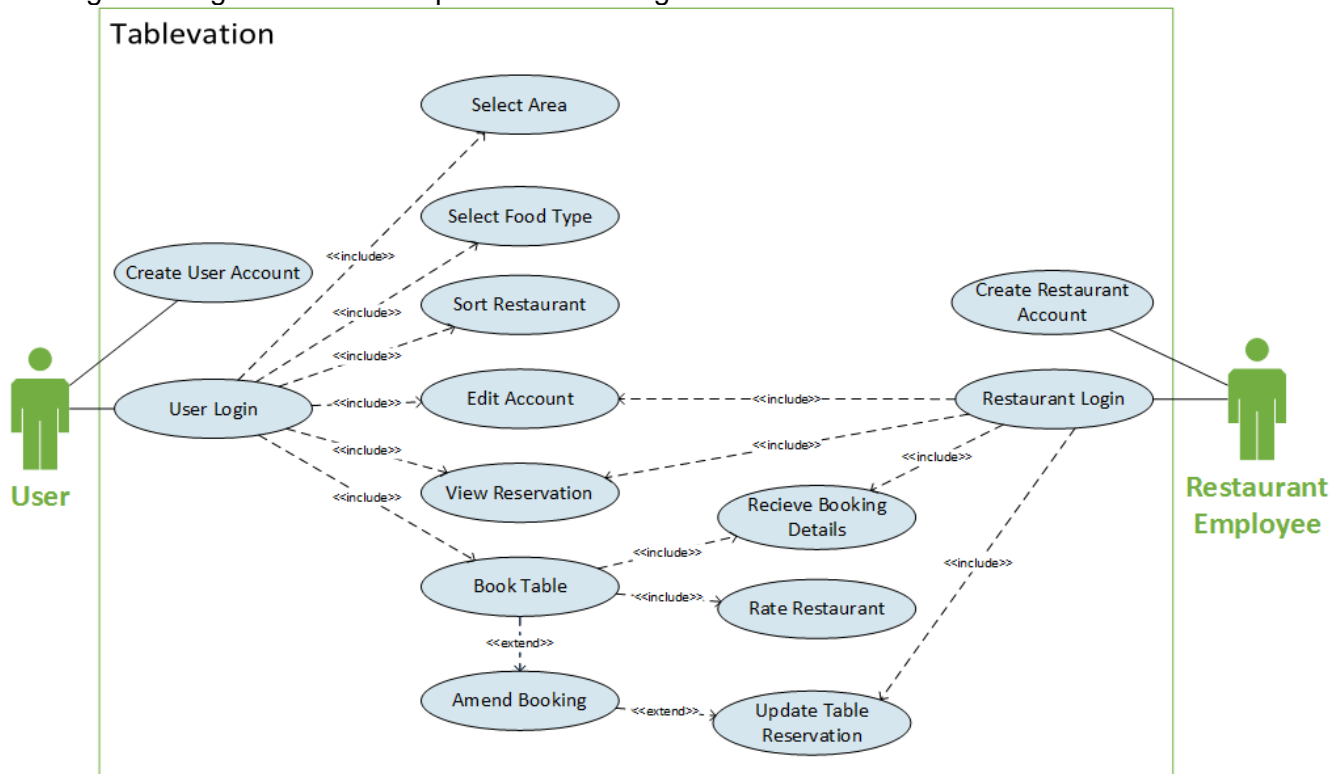 Tablevation
Select Area
Select Food Type
<<include>>
Create User Account
Sort Restaurant
Create Restaurant
Account
<<include>>
<<include>>
User Login
<<include>>
Edit Account
<<include>>
Restaurant Login
<<include>>
<<include>>
<<include>>
View Reservation
<<include>>
User
Recieve Booking
Details
Restaurant
Employee
<<include>>
<<include>>
Book Table
<<include>>
Rate Restaurant
<<extend>>
Amend Booking
<<extend>>
Update Table
Reservation